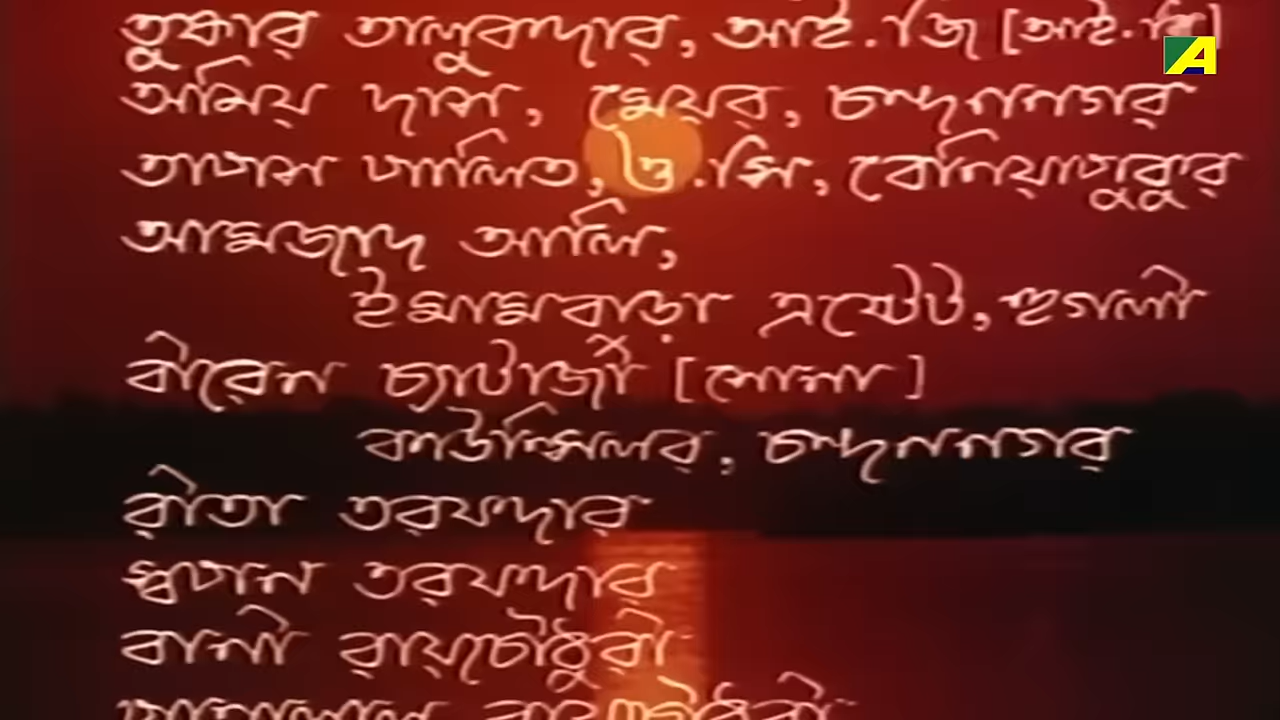 তুষার তালুকদার, আই.জি [আই.বি]
অমিয় দাস, মেয়র, চন্দননগর
তাপস পালিত, ও.সি, বেনিয়াপুকুর
আমজাদ আলি,
ইমামবাড়া এস্টেট, হুগলী
বীরেন চ্যাটার্জী [সোনা]
কাউন্সিলর, চন্দননগর
রীতা তরফদার
স্বপন তরফদার
বানী রায়চৌধুরী
রায়চৌধুরী